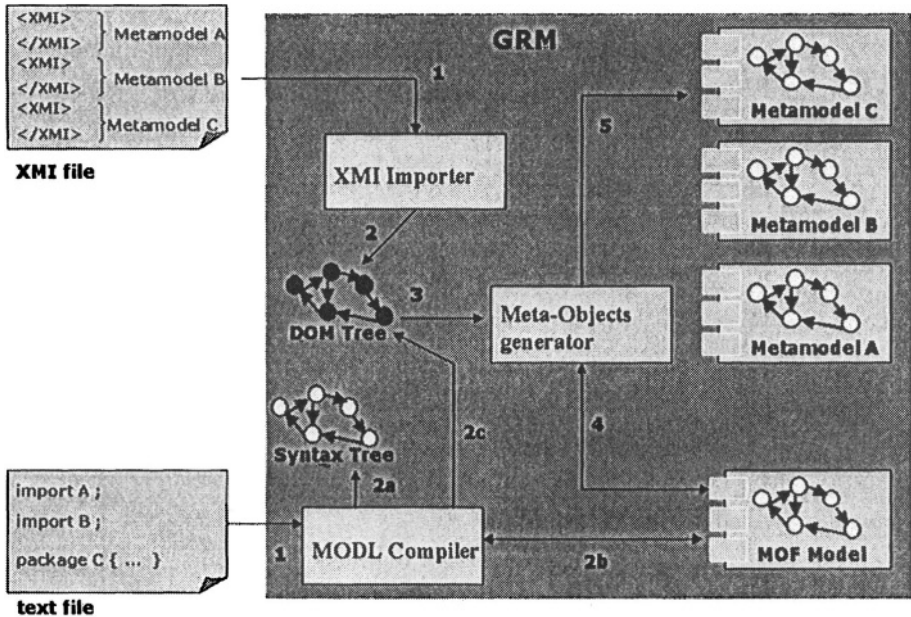 <XMI>
</XMI>
Metamodel A
<XMI>
</XMI>
Metamodel B
<XMI>
</XMI>
Metamodel C
XMI file
GRM
1
XMI Importer
2
DOM Tree
3
Meta-Objects
generator
5
Metamodel C
Metamodel B
Metamodel A
4
Syntax Tree
2a
2c
import A ;
import B ;
package C { ... }
text file
1
MODL Compiler
2b
MOF Model